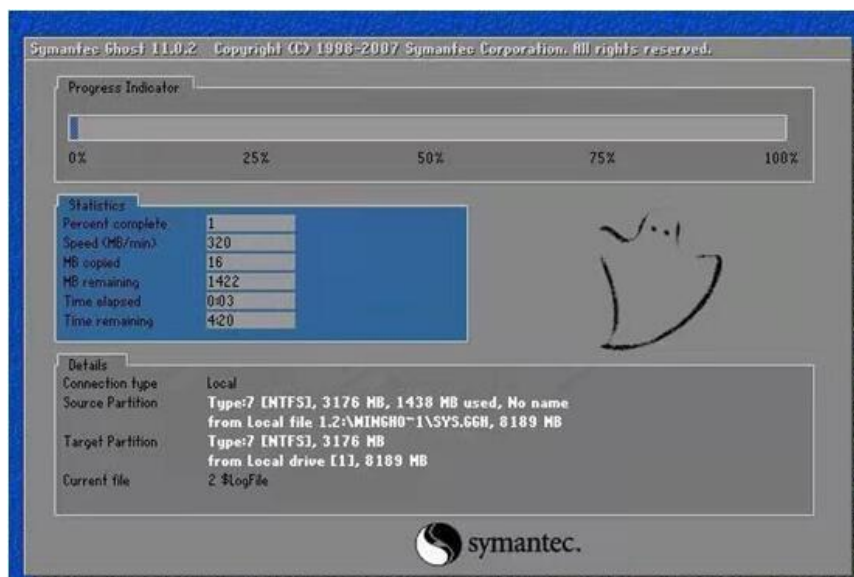 Symantec Ghost 11.0.2 Copyright (C) 1998-2007 Symantec Corporation. All rights reserved.
Progress Indicator
0% 25% 50% 75% 100%
Statistics
Percent complete 1
Speed (MB/min) 320
MB copied 16
MB remaining 1422
Time elapsed 0:03
Time remaining 4:20
Details
Connection type Local
Source Partition Type:7 [NTFS], 3176 MB, 1438 MB used, No name
from Local file 1.2:\MINGHO~1\SYS.GGH, 8189 MB
Target Partition Type:7 [NTFS], 3176 MB
from Local drive [1], 8189 MB
Current file 2 $LogFile
symantec.